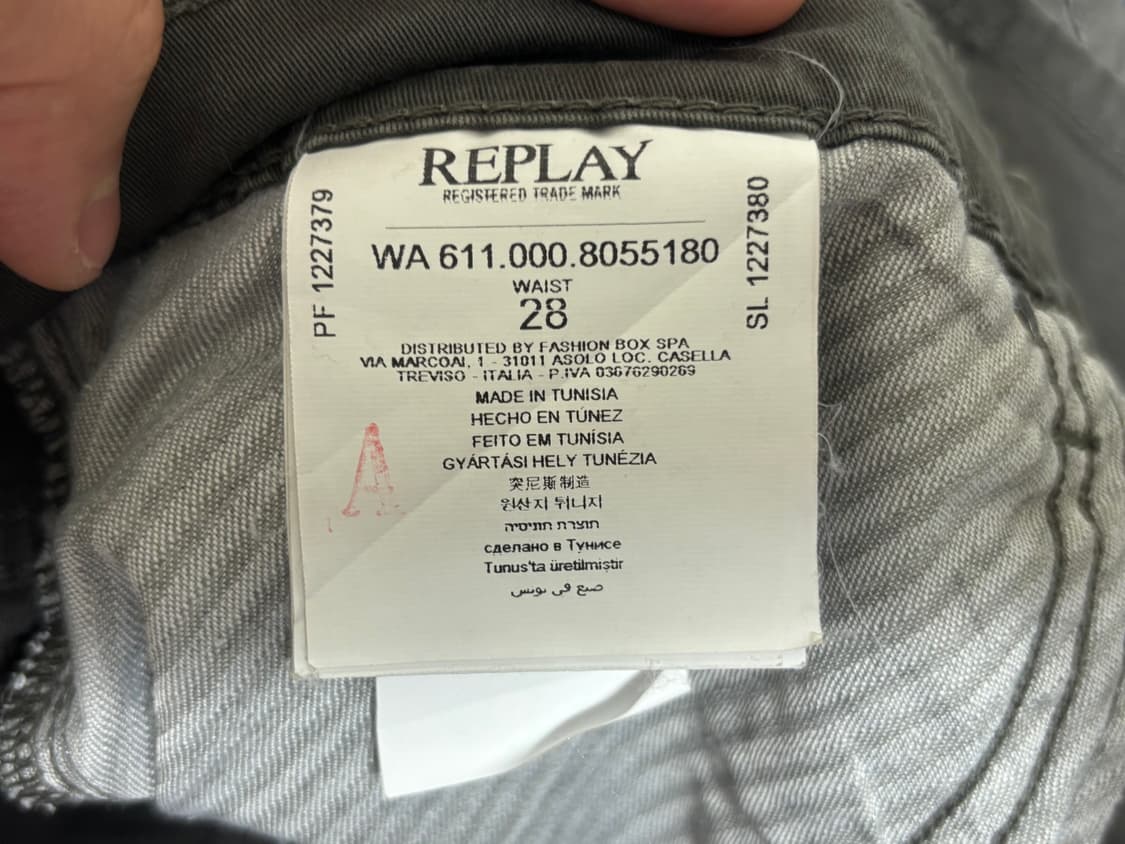 REPLAY
REGISTERED TRADE MARK
PF 1227379
SL 1227380
WA 611.000.8055180
WAIST
28
DISTRIBUTED BY FASHION BOX SPA
VIA MARCOAI, 1 - 31011 ASOLO LOC. CASELLA
TREVISO - ITALIA - P.IVA 03676290269
MADE IN TUNISIA
HECHO EN TÚNEZ
FEITO EM TUNÍSIA
GYÁRTÁSI HELY TUNÉZIA
突尼斯制造
원산지 튀니지
תוצרת תוניסיה
сделано в Тунисе
Tunus'ta üretilmiştir
صنع في تونس